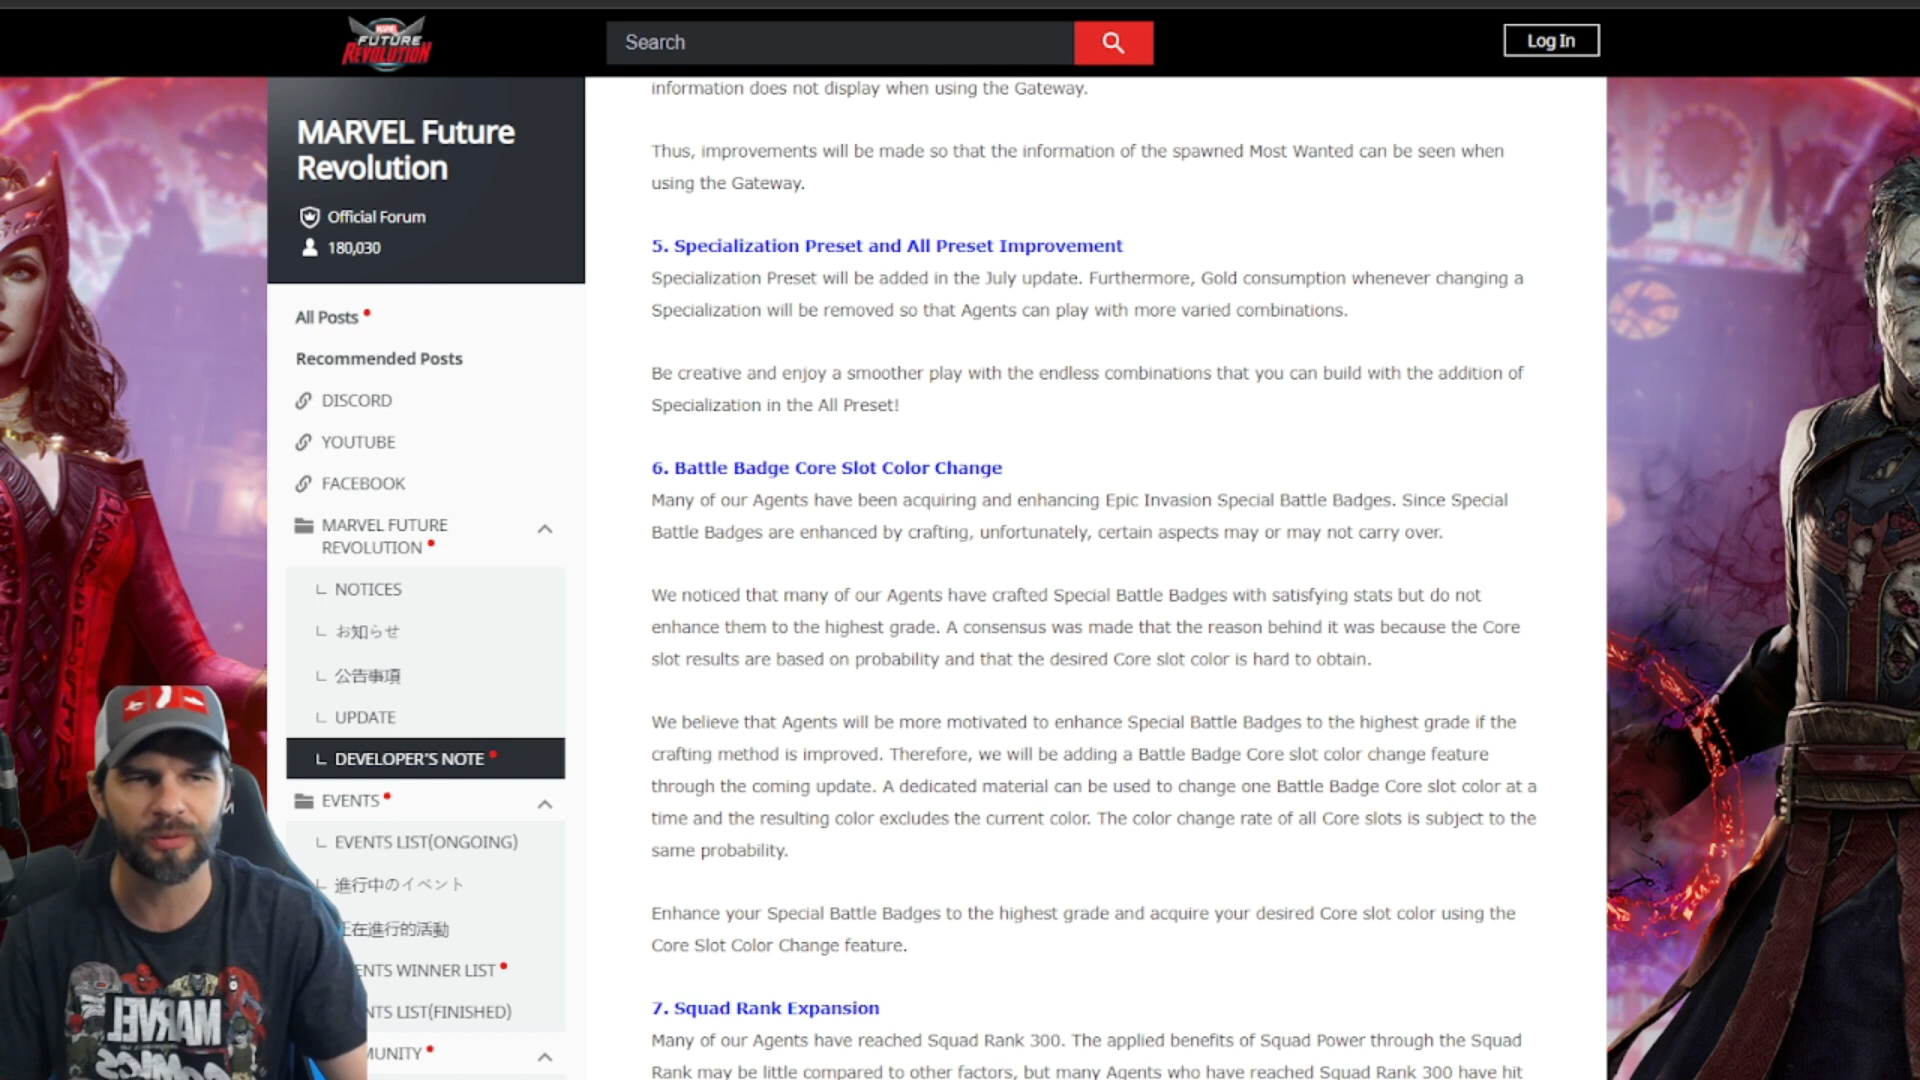 MARVEL
FUTURE
REVOLUTION
Search
Log In
MARVEL Future
Revolution
Official Forum
180,030
All Posts
Recommended Posts
DISCORD
YOUTUBE
FACEBOOK
MARVEL FUTURE
REVOLUTION
NOTICES
お知らせ
公告事項
UPDATE
DEVELOPER'S NOTE
EVENTS
EVENTS LIST(ONGOING)
進行中のイベント
正在進行的活動
ENTS WINNER LIST
NTS LIST(FINISHED)
MUNITY
information does not display when using the Gateway.
Thus, improvements will be made so that the information of the spawned Most Wanted can be seen when
using the Gateway.
5. Specialization Preset and All Preset Improvement
Specialization Preset will be added in the July update. Furthermore, Gold consumption whenever changing a
Specialization will be removed so that Agents can play with more varied combinations.
Be creative and enjoy a smoother play with the endless combinations that you can build with the addition of
Specialization in the All Preset!
6. Battle Badge Core Slot Color Change
Many of our Agents have been acquiring and enhancing Epic Invasion Special Battle Badges. Since Special
Battle Badges are enhanced by crafting, unfortunately, certain aspects may or may not carry over.
We noticed that many of our Agents have crafted Special Battle Badges with satisfying stats but do not
enhance them to the highest grade. A consensus was made that the reason behind it was because the Core
slot results are based on probability and that the desired Core slot color is hard to obtain.
We believe that Agents will be more motivated to enhance Special Battle Badges to the highest grade if the
crafting method is improved. Therefore, we will be adding a Battle Badge Core slot color change feature
through the coming update. A dedicated material can be used to change one Battle Badge Core slot color at a
time and the resulting color excludes the current color. The color change rate of all Core slots is subject to the
same probability.
Enhance your Special Battle Badges to the highest grade and acquire your desired Core slot color using the
Core Slot Color Change feature.
7. Squad Rank Expansion
Many of our Agents have reached Squad Rank 300. The applied benefits of Squad Power through the Squad
Rank may be little compared to other factors, but many Agents who have reached Squad Rank 300 have hit
MARVEL
COMICS